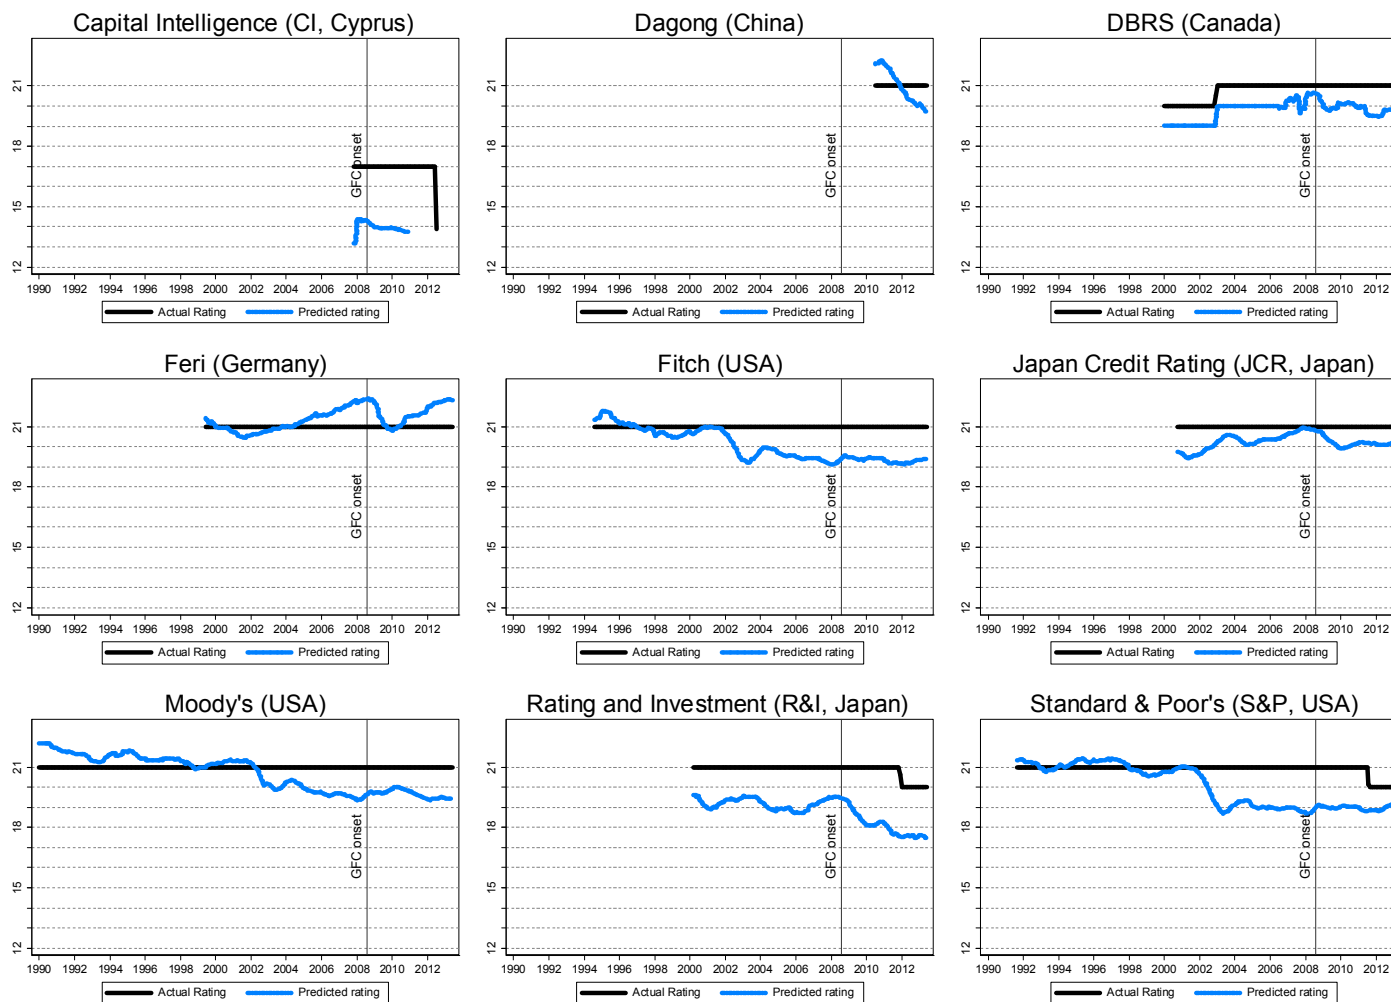 Capital Intelligence (CI, Cyprus)
21
18
15
12
GFC onset
1990 1992 1994 1996 1998 2000 2002 2004 2006 2008 2010 2012
Actual Rating Predicted rating
Dagong (China)
21
18
15
12
GFC onset
1990 1992 1994 1996 1998 2000 2002 2004 2006 2008 2010 2012
Actual Rating Predicted rating
DBRS (Canada)
21
18
15
12
GFC onset
1990 1992 1994 1996 1998 2000 2002 2004 2006 2008 2010 2012
Actual Rating Predicted rating
Feri (Germany)
21
18
15
12
GFC onset
1990 1992 1994 1996 1998 2000 2002 2004 2006 2008 2010 2012
Actual Rating Predicted rating
Fitch (USA)
21
18
15
12
GFC onset
1990 1992 1994 1996 1998 2000 2002 2004 2006 2008 2010 2012
Actual Rating Predicted rating
Japan Credit Rating (JCR, Japan)
21
18
15
12
GFC onset
1990 1992 1994 1996 1998 2000 2002 2004 2006 2008 2010 2012
Actual Rating Predicted rating
Moody's (USA)
21
18
15
12
GFC onset
1990 1992 1994 1996 1998 2000 2002 2004 2006 2008 2010 2012
Actual Rating Predicted rating
Rating and Investment (R&I, Japan)
21
18
15
12
GFC onset
1990 1992 1994 1996 1998 2000 2002 2004 2006 2008 2010 2012
Actual Rating Predicted rating
Standard & Poor's (S&P, USA)
21
18
15
12
GFC onset
1990 1992 1994 1996 1998 2000 2002 2004 2006 2008 2010 2012
Actual Rating Predicted rating